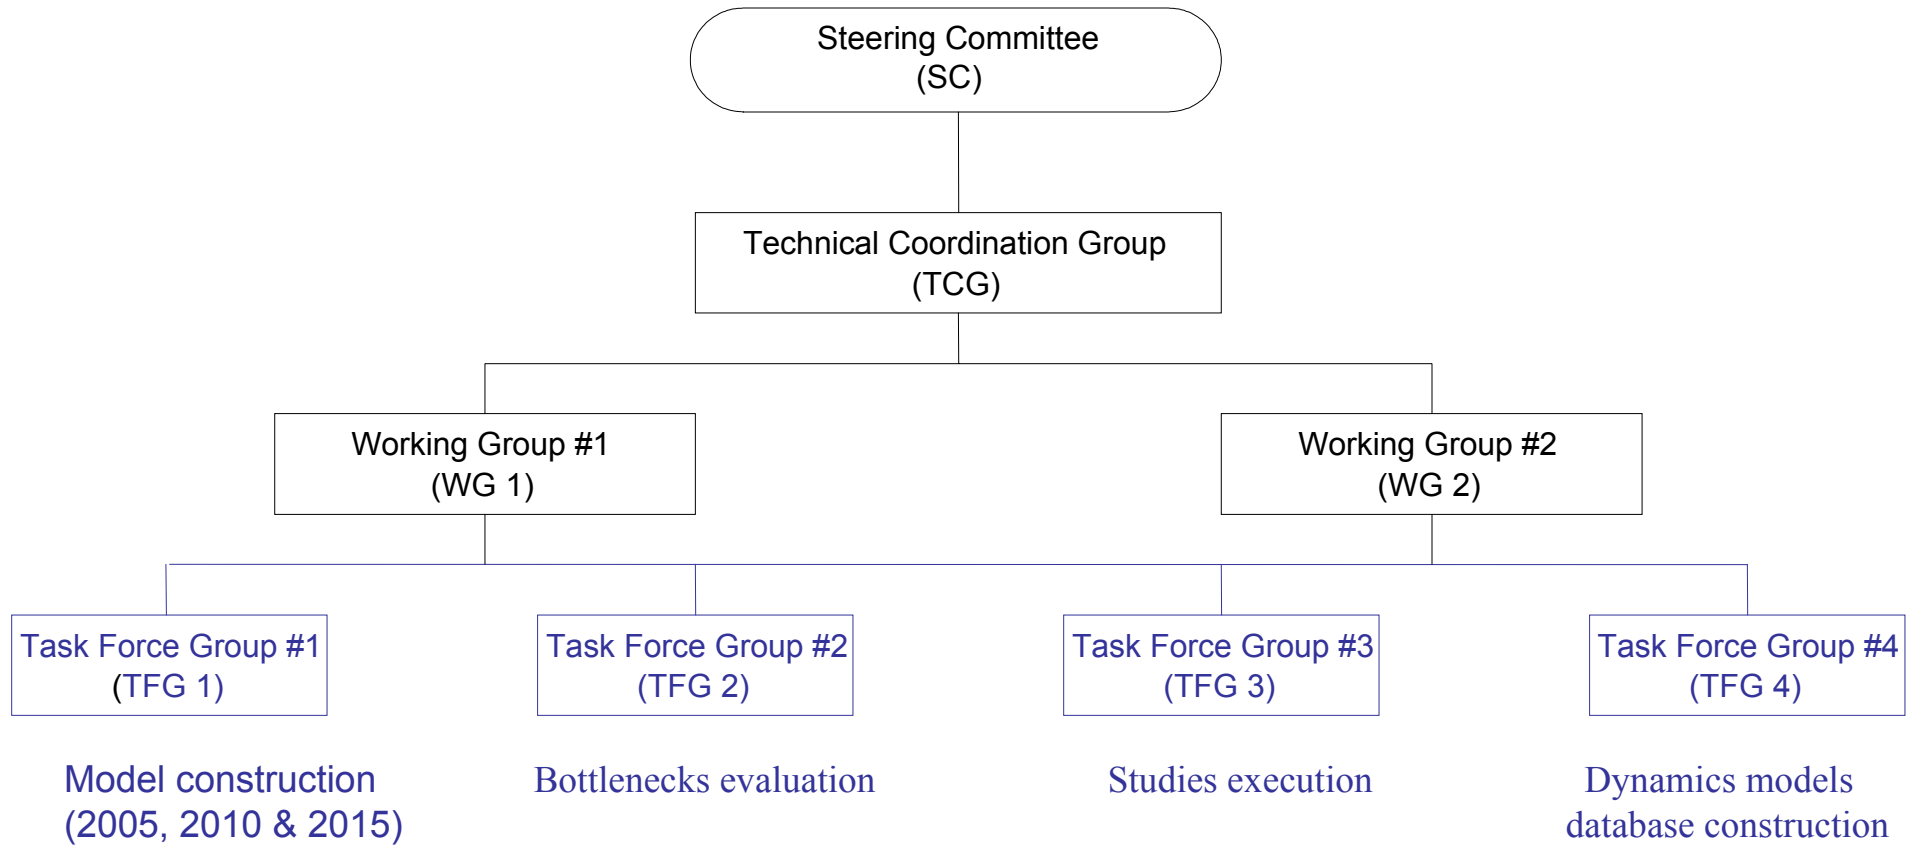 Steering Committee
(SC)
Technical Coordination Group
(TCG)
Working Group #1
(WG 1)
Working Group #2
(WG 2)
Task Force Group #1
(TFG 1)
Task Force Group #2
(TFG 2)
Task Force Group #3
(TFG 3)
Task Force Group #4
(TFG 4)
Model construction
(2005, 2010 & 2015)
Bottlenecks evaluation
Studies execution
Dynamics models
database construction